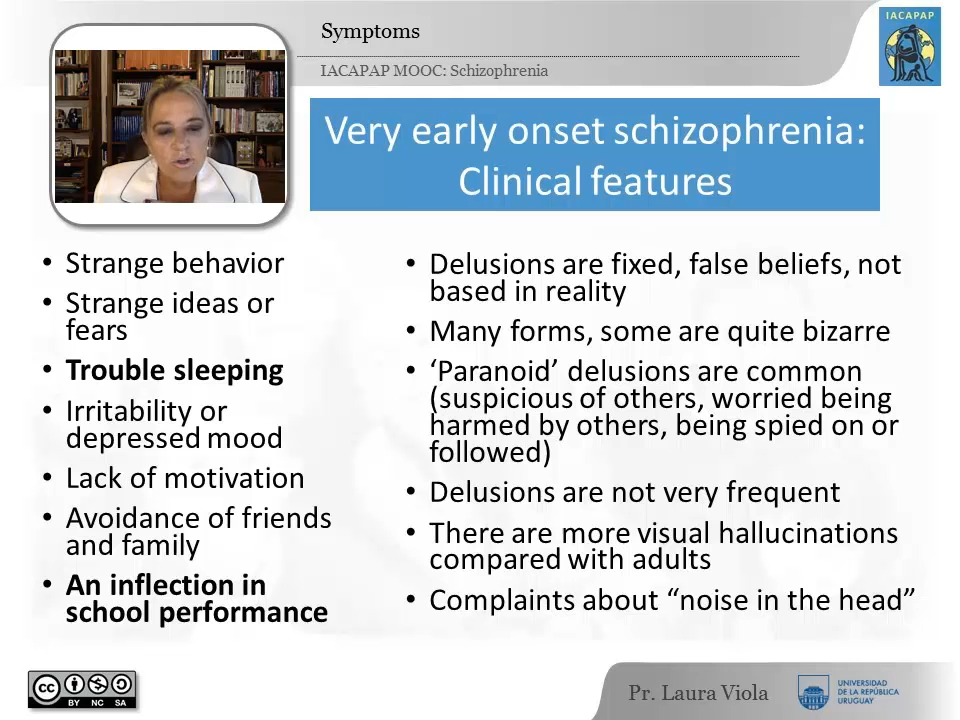 Symptoms
IACAPAP MOOC: Schizophrenia
IACAPAP
Very early onset schizophrenia:
Clinical features
• Strange behavior
• Strange ideas or
fears
• Trouble sleeping
• Irritability or
depressed mood
• Lack of motivation
• Avoidance of friends
and family
• An inflection in
school performance
• Delusions are fixed, false beliefs, not
based in reality
• Many forms, some are quite bizarre
• ‘Paranoid’ delusions are common
(suspicious of others, worried being
harmed by others, being spied on or
followed)
• Delusions are not very frequent
• There are more visual hallucinations
compared with adults
• Complaints about “noise in the head”
cc
BY NC SA
Pr. Laura Viola
UNIVERSIDAD
DE LA REPÚBLICA
URUGUAY